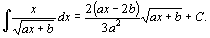 ∫ x/√(ax + b) dx = 2(ax − 2b)/3a² √(ax + b) + C.